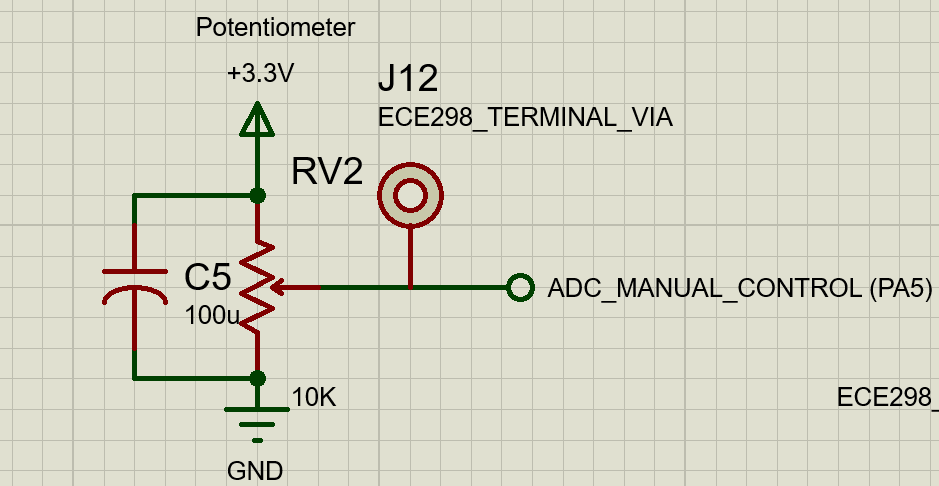 Potentiometer
+3.3V
J12
ECE298_TERMINAL_VIA
RV2
C5
100u
ADC_MANUAL_CONTROL (PA5)
10K
ECE298_
GND